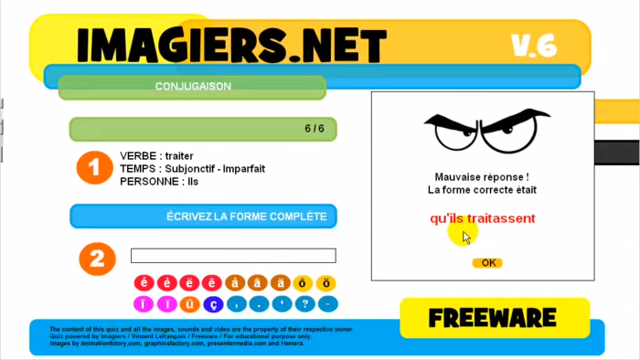 IMAGIERS.NET
V.6
CONJUGAISON
6 / 6
1
VERBE : traiter
TEMPS : Subjonctif - Imparfait
PERSONNE : Ils
ÉCRIVEZ LA FORME COMPLÈTE
2
ç , . ' ? -
Mauvaise réponse !
La forme correcte était
qu'ils traitassent
OK
FREEWARE
The content of this quiz and all the images, sounds and video are the property of their respective owner.
Quiz powered by Imagiers / Vincent Lefrançois / Freeware / For educational purpose only.
Images by Animationfctory.com, graphicsfactory.com, presentermedia.com and Hemera.